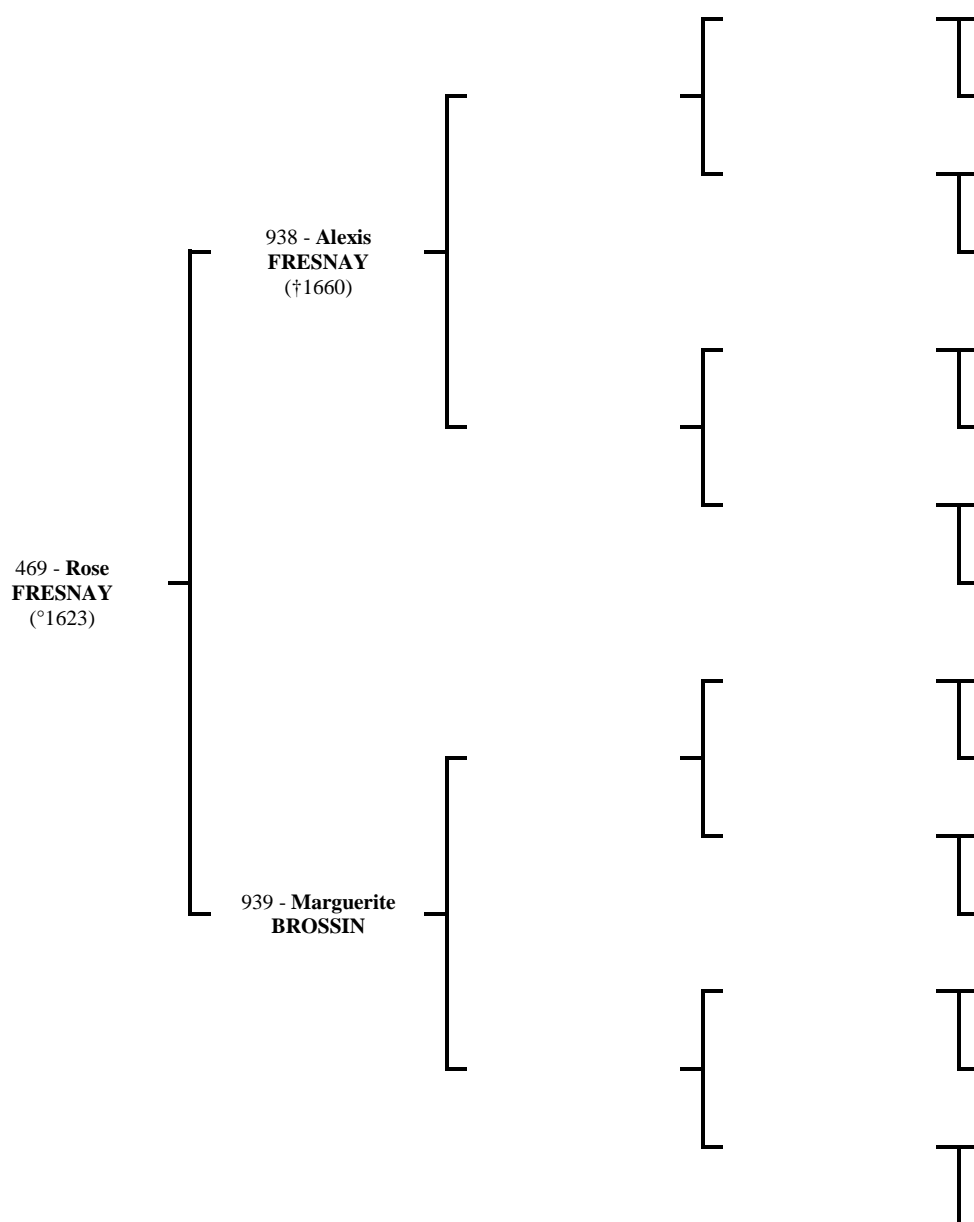 938 - Alexis
FRESNAY
(†1660)
469 - Rose
FRESNAY
(°1623)
939 - Marguerite
BROSSIN